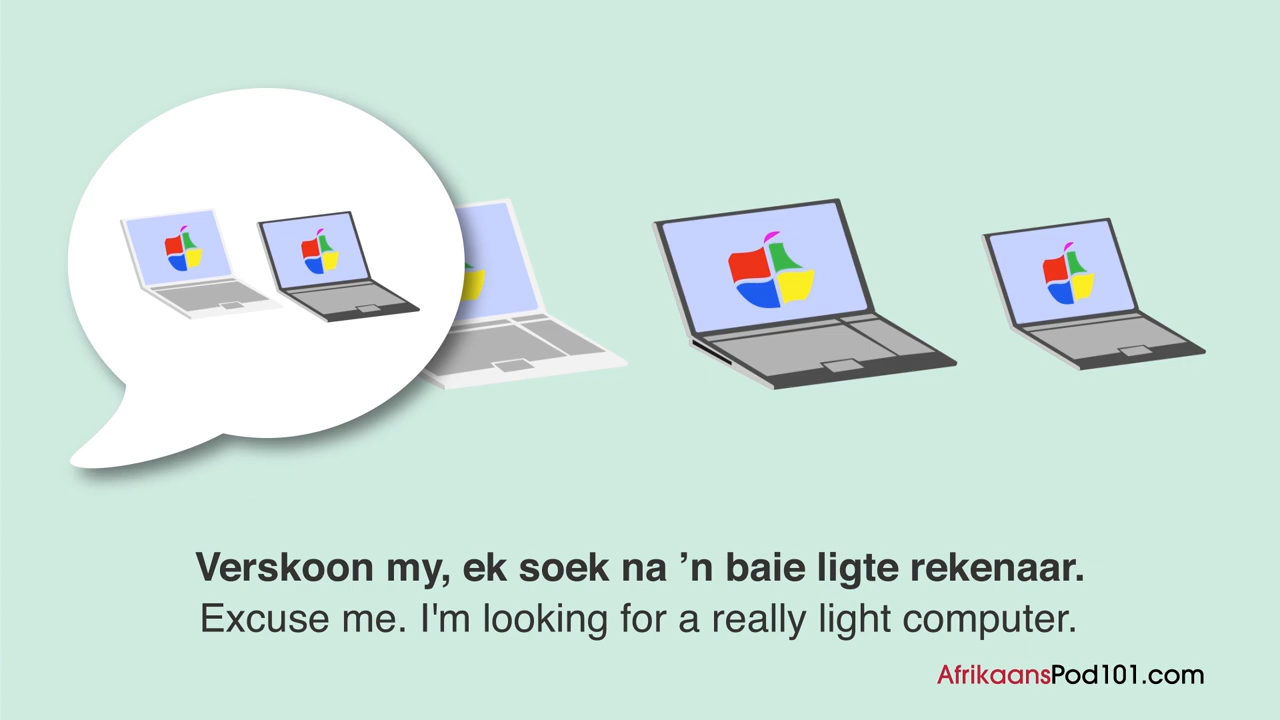 Verskoon my, ek soek na ’n baie ligte rekenaar.
Excuse me. I'm looking for a really light computer.
AfrikaansPod101.com